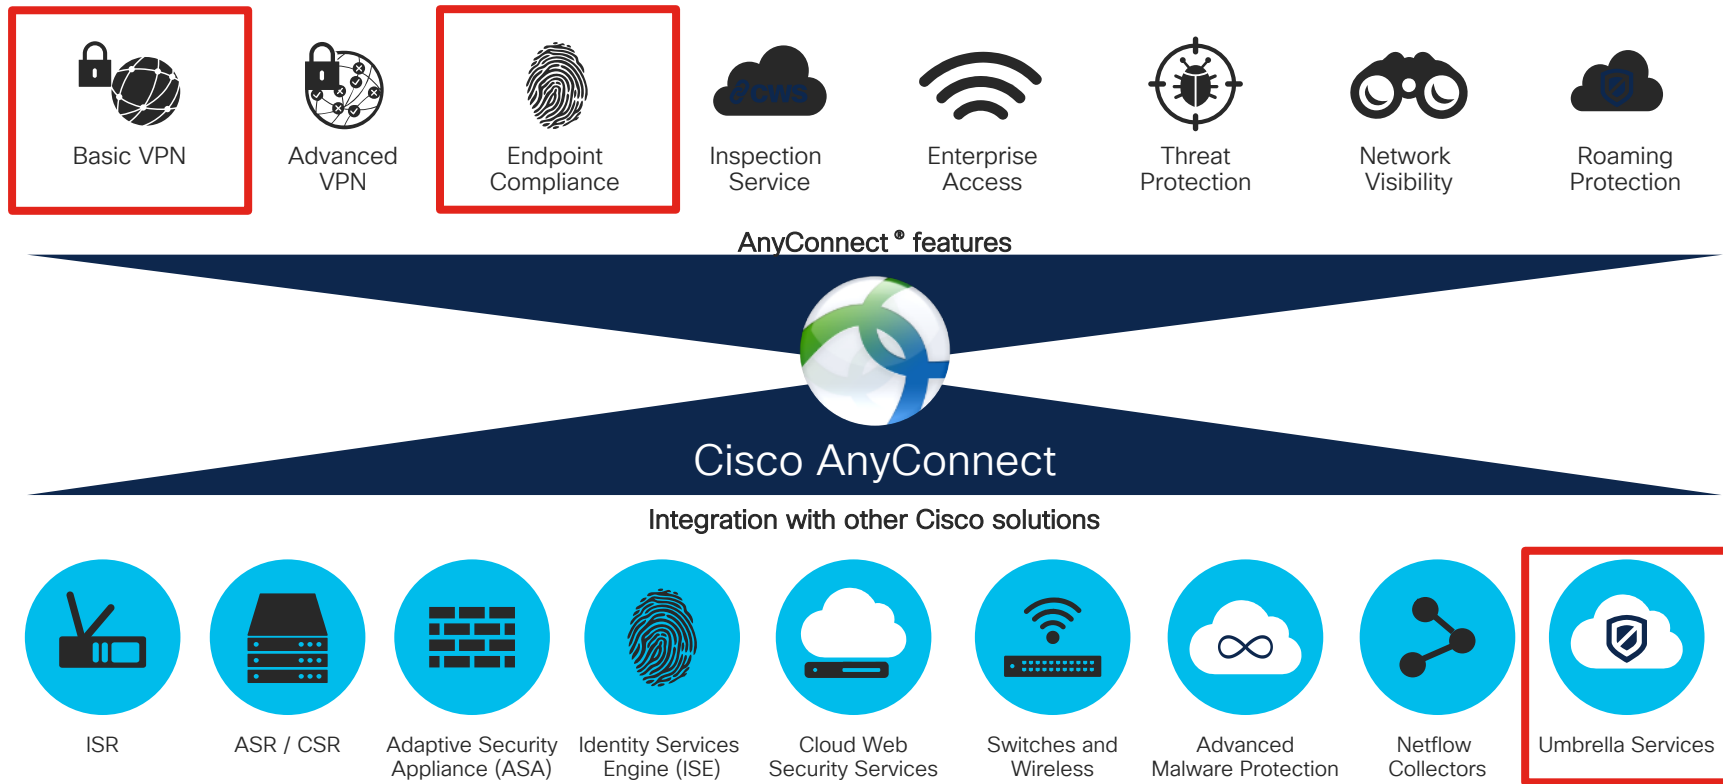 CWS
Basic VPN
Advanced
VPN
Endpoint
Compliance
Inspection
Service
Enterprise
Access
Threat
Protection
Network
Visibility
Roaming
Protection
AnyConnect® features
Cisco AnyConnect
Integration with other Cisco solutions
ISR
ASR / CSR
Adaptive Security
Appliance (ASA)
Identity Services
Engine (ISE)
Cloud Web
Security Services
Switches and
Wireless
Advanced
Malware Protection
Netflow
Collectors
Umbrella Services